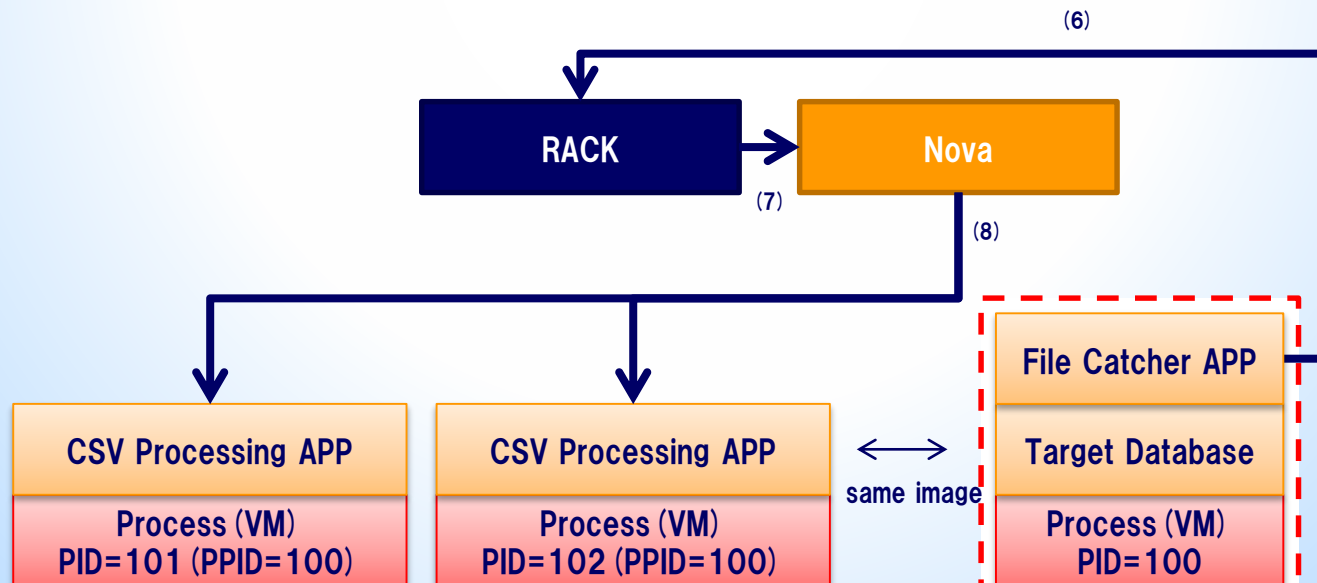 (6)
RACK
Nova
(7)
(8)
File Catcher APP
CSV Processing APP
CSV Processing APP
Target Database
same image
Process (VM)
PID=101 (PPID=100)
Process (VM)
PID=102 (PPID=100)
Process (VM)
PID=100